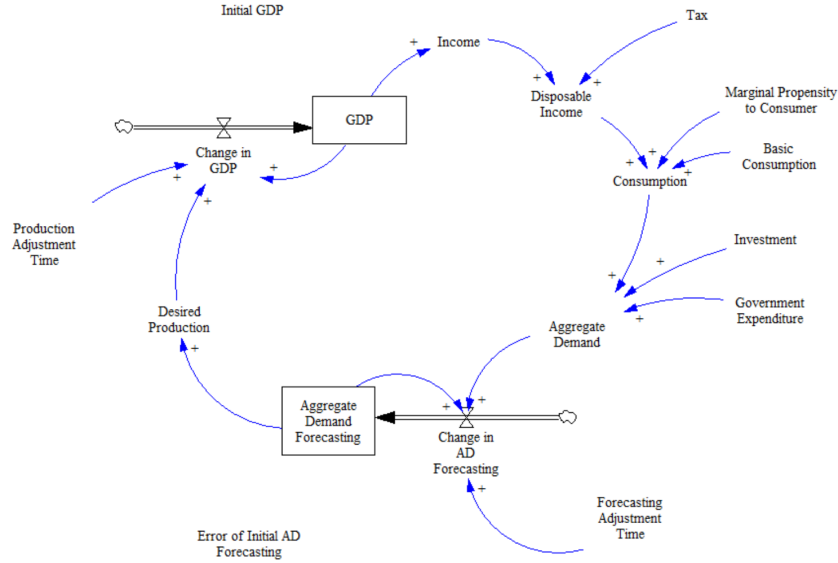 Initial GDP
Tax
+
Income
+
+
Disposable
Income
Marginal Propensity
to Consumer
GDP
Change in
GDP
+
+
+
+
+
+
Basic
Consumption
Consumption
Production
Adjustment
Time
Investment
+
+
+
Government
Expenditure
Desired
Production
Aggregate
Demand
+
+
+
Aggregate
Demand
Forecasting
Change in
AD
Forecasting
+
Forecasting
Adjustment
Time
Error of Initial AD
Forecasting